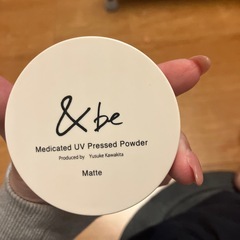 &be
Medicated UV Pressed Powder
Produced by Yusuke Kawakita
Matte